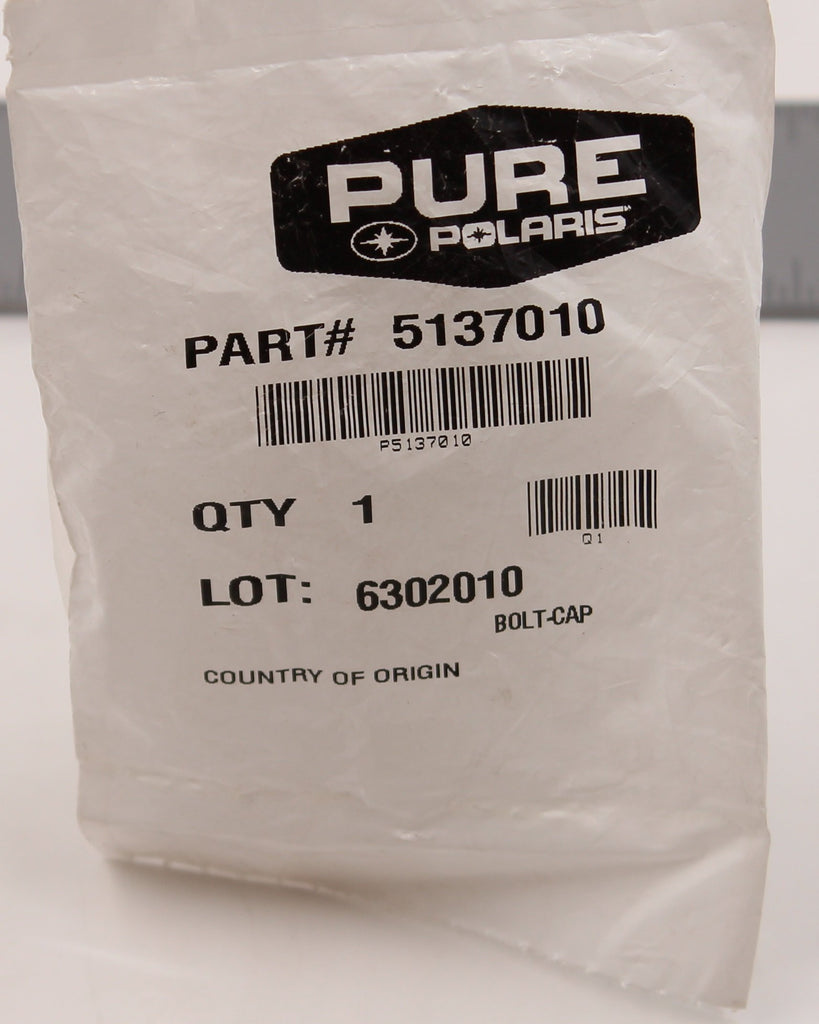 PURE
POLARIS
PART# 5137010
P5137010
QTY 1
Q1
LOT: 6302010
BOLT-CAP
COUNTRY OF ORIGIN